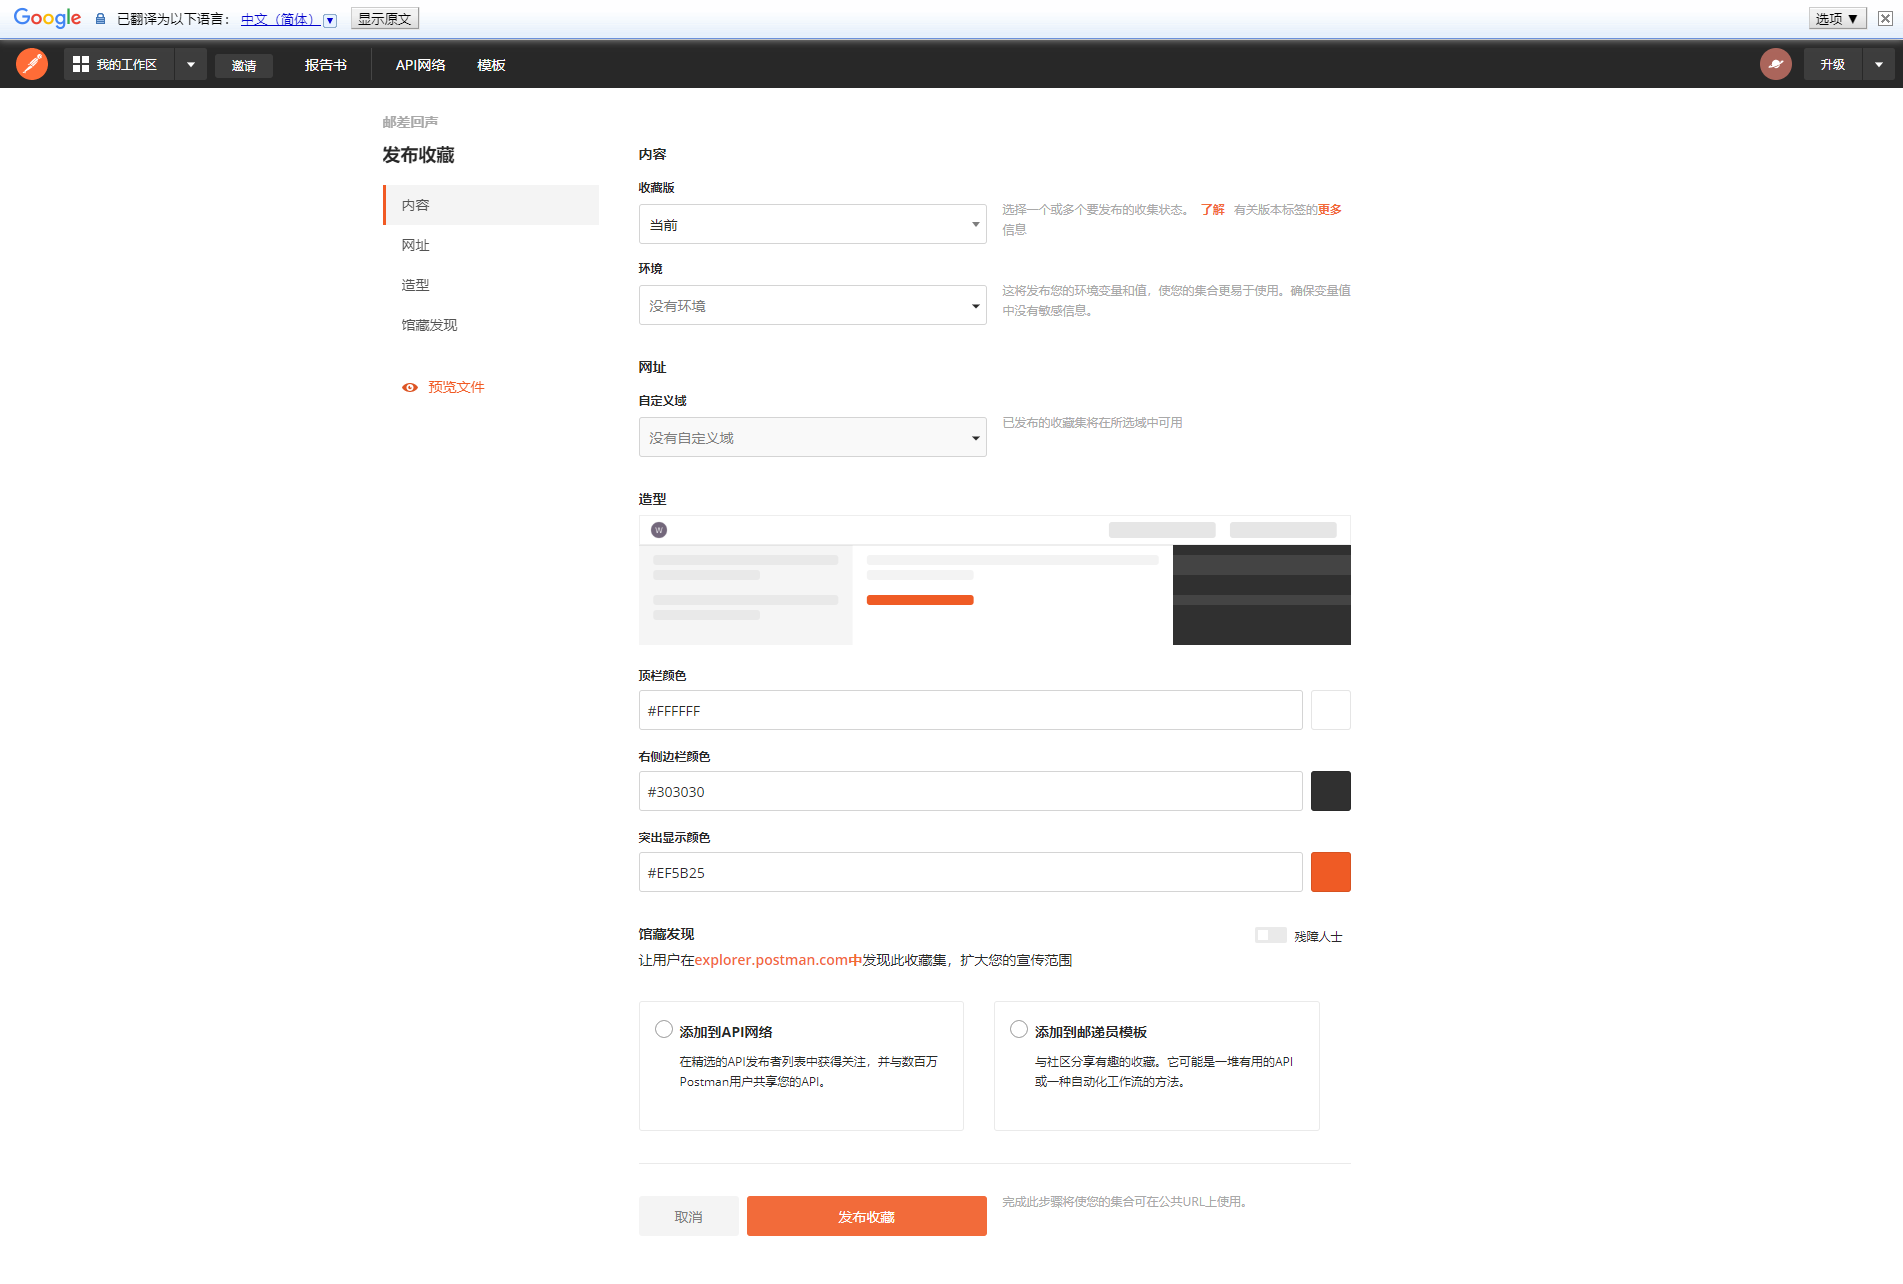 Google 已翻译为以下语言： 中文（简体） ▼ 显示原文 选项 ▼
我的工作区 邀请 报告书 API网络 模板 升级
邮差回声
发布收藏
内容
网址
造型
馆藏发现
预览文件
内容
收藏版
当前
选择一个或多个要发布的收集状态。 了解 有关版本标签的更多
信息
环境
没有环境
这将发布您的环境变量和值，使您的集合更易于使用。确保变量值
中没有敏感信息。
网址
自定义域
没有自定义域
已发布的收藏集将在所选域中可用
造型
W
顶栏颜色
#FFFFFF
右侧边栏颜色
#303030
突出显示颜色
#EF5B25
馆藏发现
残障人士
让用户在explorer.postman.com中发现此收藏集，扩大您的宣传范围
添加到API网络
在精选的API发布者列表中获得关注，并与数百万
Postman用户共享您的API。
添加到邮递员模板
与社区分享有趣的收藏。它可能是一堆有用的API
或一种自动化工作流的方法。
取消
发布收藏
完成此步骤将使您的集合可在公共URL上使用。